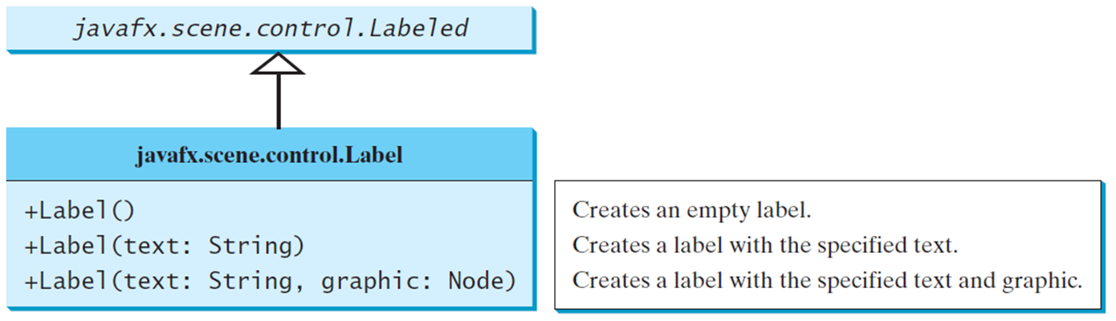 javafx.scene.control.Labeled
javafx.scene.control.Label
+Label()
+Label(text: String)
+Label(text: String, graphic: Node)
Creates an empty label.
Creates a label with the specified text.
Creates a label with the specified text and graphic.